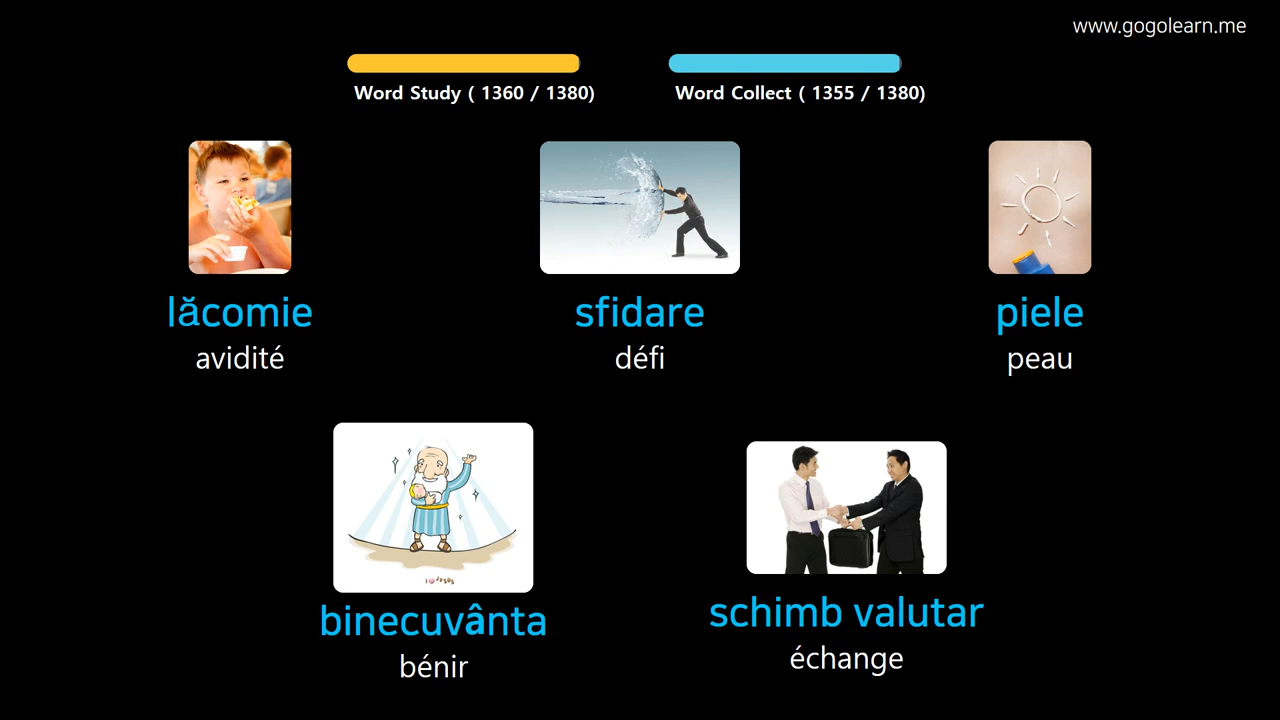 www.gogolearn.me
Word Study ( 1360 / 1380)
Word Collect ( 1355 / 1380)
lăcomie
avidité
sfidare
défi
piele
peau
I ♥ JESUS
binecuvânta
bénir
schimb valutar
échange